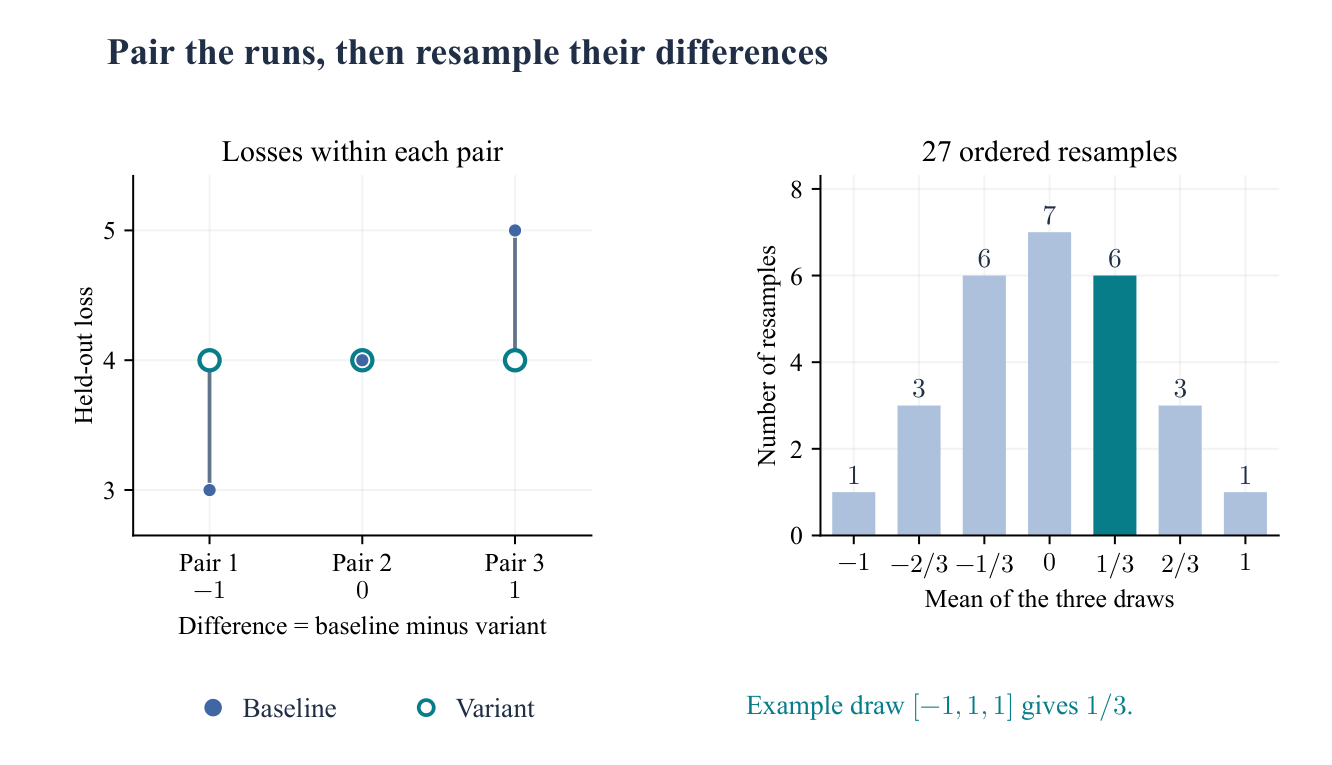 Pair the runs, then resample their differences
Losses within each pair
5
4
3
Held-out loss
Pair 1
−1
Pair 2
0
Pair 3
1
Difference = baseline minus variant
Baseline
Variant
27 ordered resamples
8
6
4
2
0
Number of resamples
1
3
6
7
6
3
1
−1
−2/3
−1/3
0
1/3
2/3
1
Mean of the three draws
Example draw [−1, 1, 1] gives 1/3.